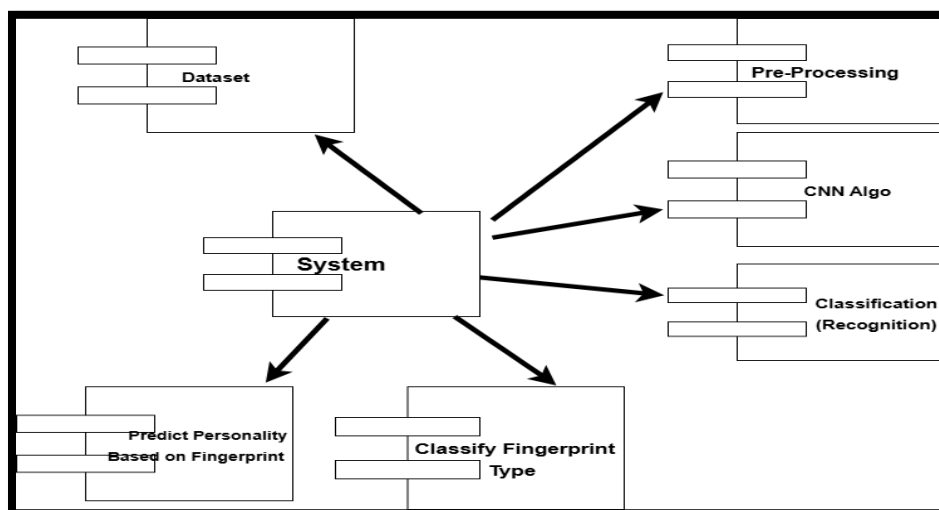 Dataset
Pre-Processing
CNN Algo
System
Classification
(Recognition)
Predict Personality
Based on Fingerprint
Classify Fingerprint
Type